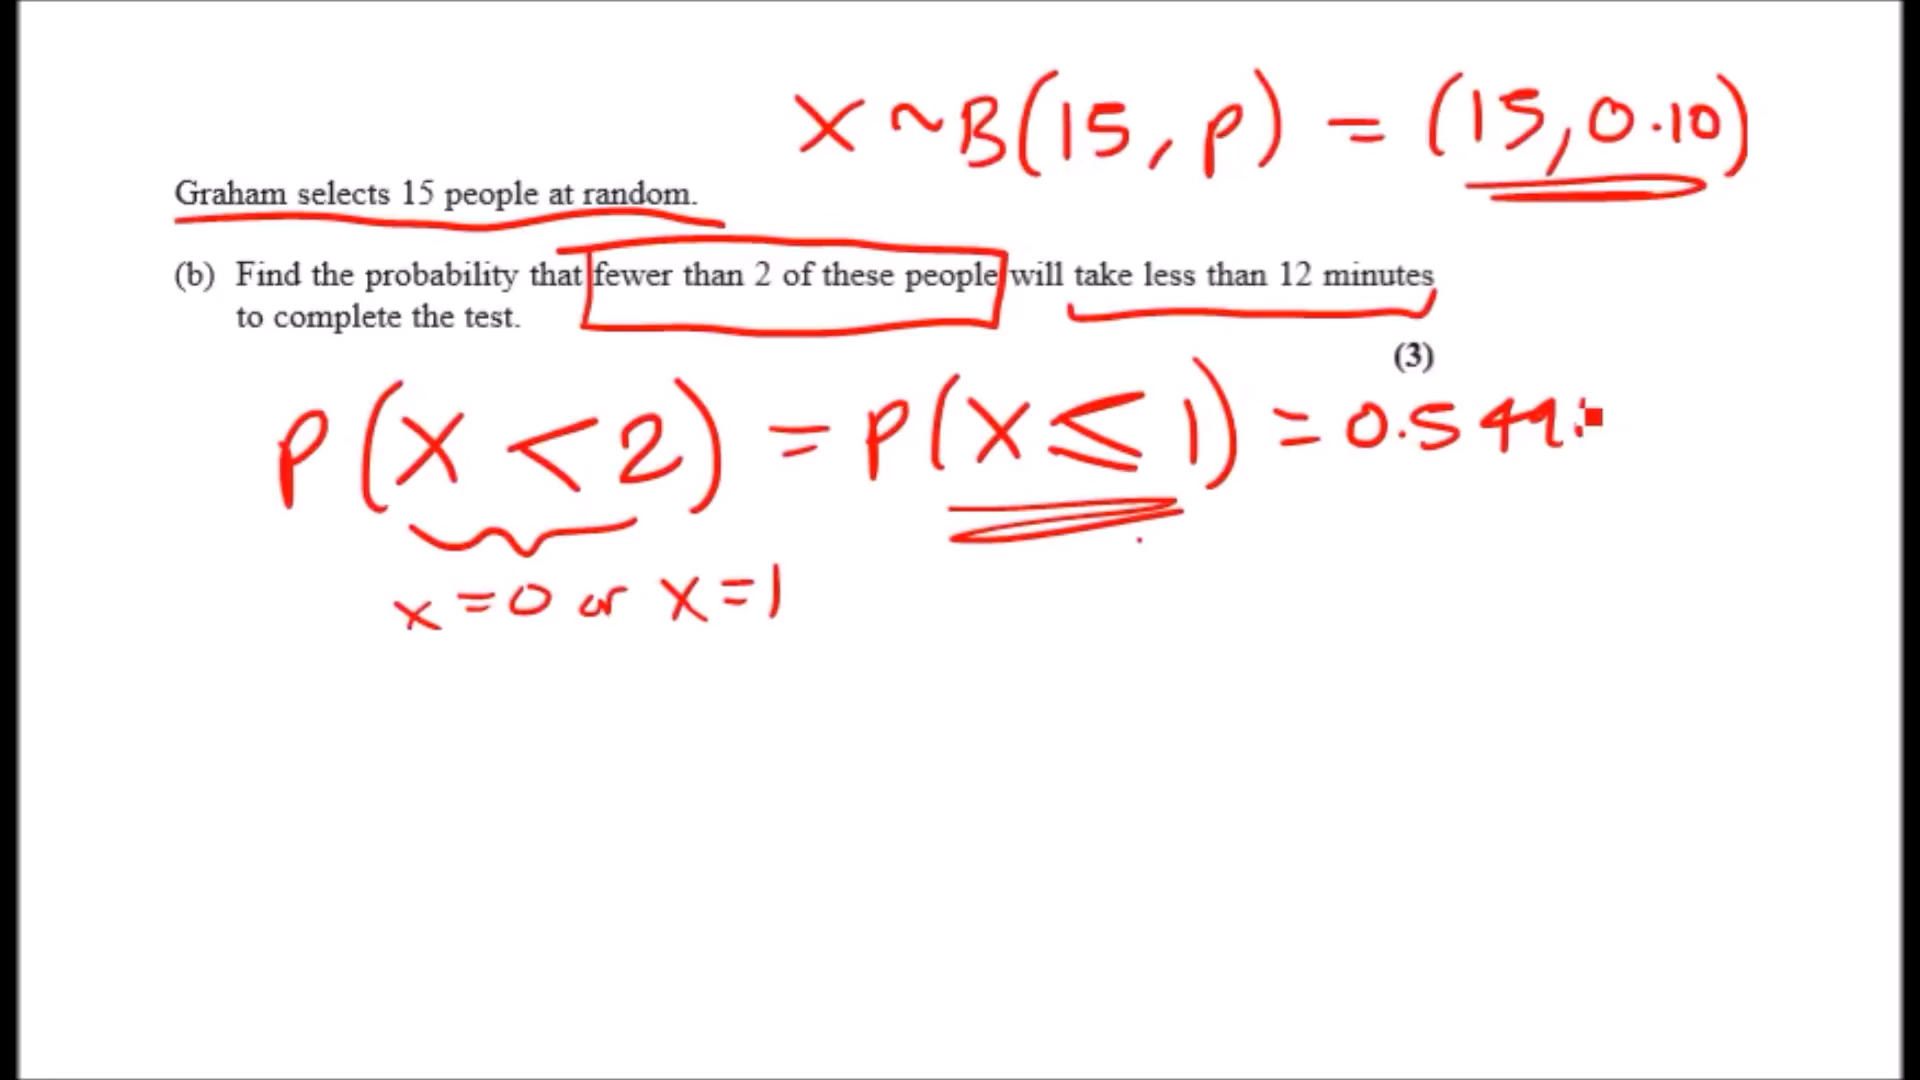 X ~ B(15, p) = (15, 0.10)
Graham selects 15 people at random.
(b) Find the probability that fewer than 2 of these people will take less than 12 minutes
to complete the test.
(3)
P(X < 2) = P(X ≤ 1) = 0.549
x = 0 or x = 1